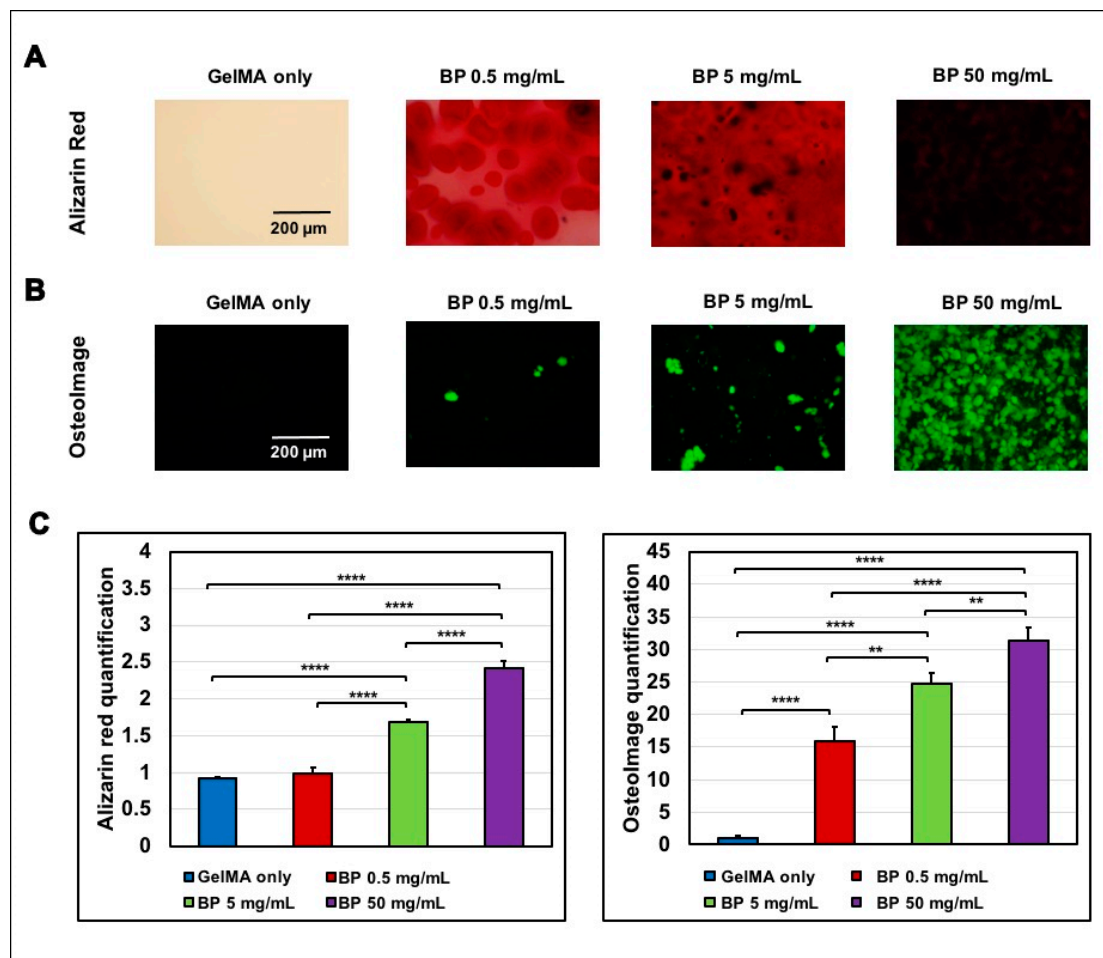 A
GelMA only
BP 0.5 mg/mL
BP 5 mg/mL
BP 50 mg/mL
Alizarin Red
200 µm
B
GelMA only
BP 0.5 mg/mL
BP 5 mg/mL
BP 50 mg/mL
OsteoImage
200 µm
C
Alizarin red quantification
4
3.5
3
2.5
2
1.5
1
0.5
0
****
****
****
****
****
GelMA only
BP 0.5 mg/mL
BP 5 mg/mL
BP 50 mg/mL
OsteoImage quantification
45
40
35
30
25
20
15
10
5
0
****
****
**
****
**
****
GelMA only
BP 0.5 mg/mL
BP 5 mg/mL
BP 50 mg/mL